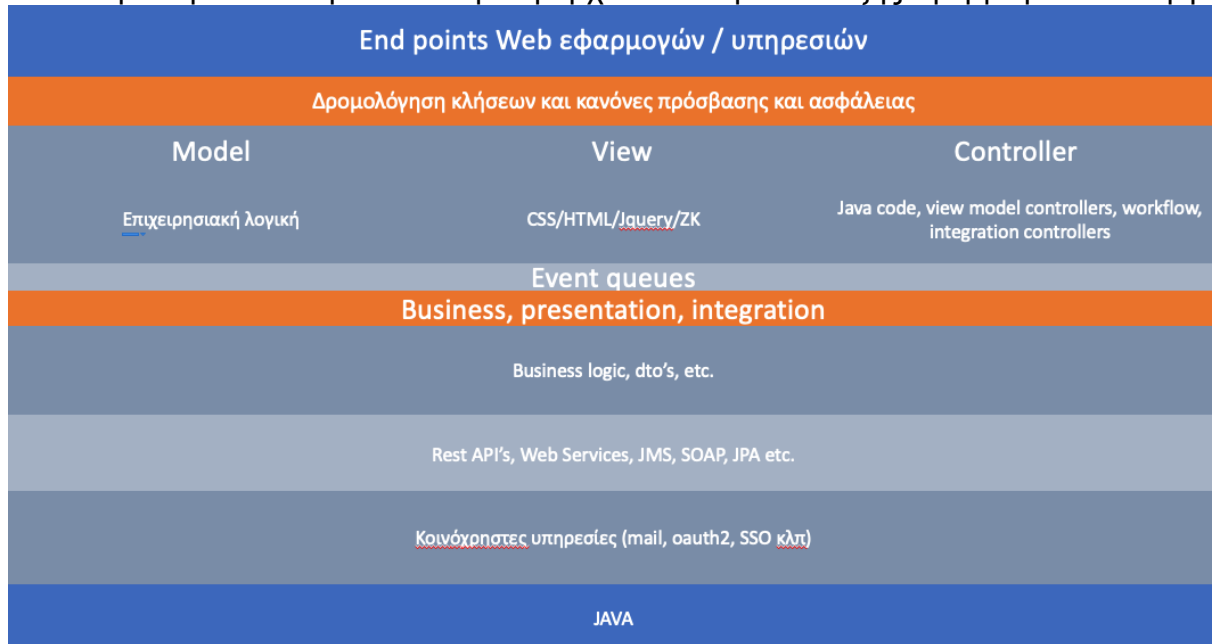 End points Web εφαρμογών / υπηρεσιών
Δρομολόγηση κλήσεων και κανόνες πρόσβασης και ασφάλειας
Model
View
Controller
Επιχειρησιακή λογική
CSS/HTML/Jquery/ZK
Java code, view model controllers, workflow,
integration controllers
Event queues
Business, presentation, integration
Business logic, dto's, etc.
Rest API's, Web Services, JMS, SOAP, JPA etc.
Κοινόχρηστες υπηρεσίες (mail, oauth2, SSO κλπ)
JAVA